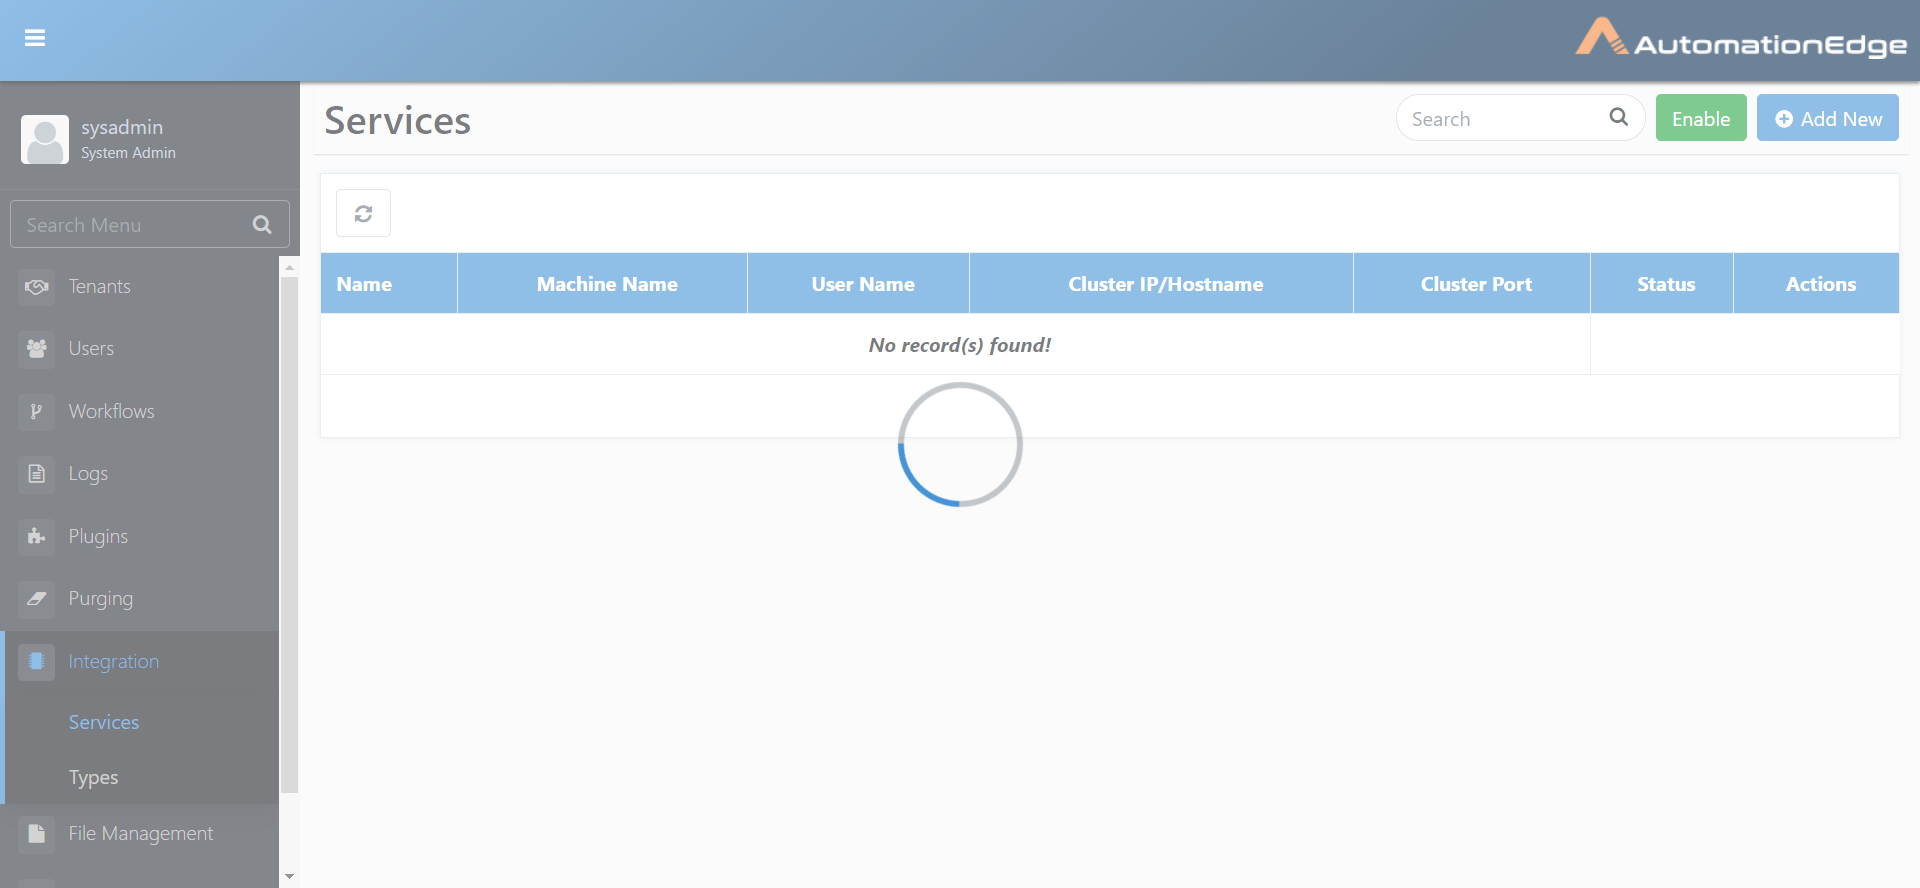 AutomationEdge
sysadmin
System Admin
Search Menu
Tenants
Users
Workflows
Logs
Plugins
Purging
Integration
Services
Types
File Management
Services
Search
Enable
Add New
Name Machine Name User Name Cluster IP/Hostname Cluster Port Status Actions
No record(s) found!